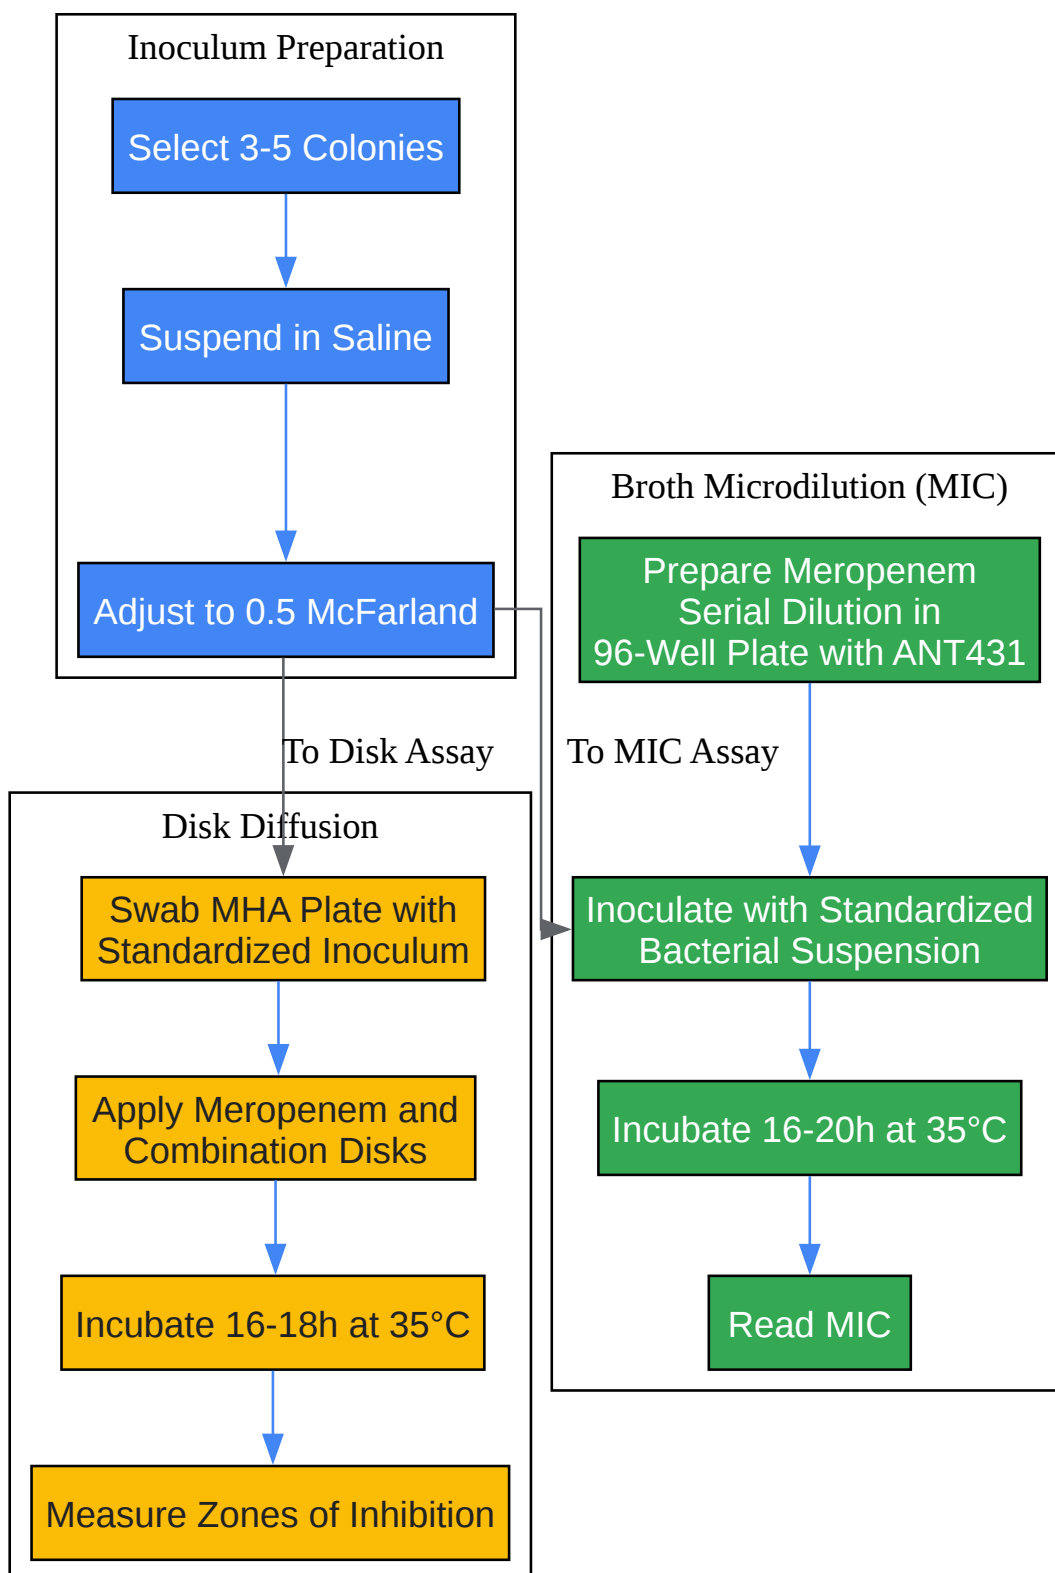 Inoculum Preparation
Select 3-5 Colonies
Suspend in Saline
Adjust to 0.5 McFarland
To Disk Assay
To MIC Assay
Disk Diffusion
Swab MHA Plate with
Standardized Inoculum
Apply Meropenem and
Combination Disks
Incubate 16-18h at 35°C
Measure Zones of Inhibition
Broth Microdilution (MIC)
Prepare Meropenem
Serial Dilution in
96-Well Plate with ANT431
Inoculate with Standardized
Bacterial Suspension
Incubate 16-20h at 35°C
Read MIC